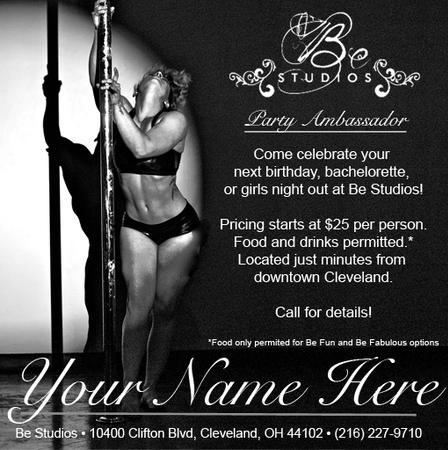 Be
STUDIOS
Party Ambassador
Come celebrate your
next birthday, bachelorette,
or girls night out at Be Studios!
Pricing starts at $25 per person.
Food and drinks permitted.*
Located just minutes from
downtown Cleveland.
Call for details!
*Food only permited for Be Fun and Be Fabulous options
Your Name Here
Be Studios • 10400 Clifton Blvd, Cleveland, OH 44102 • (216) 227-9710